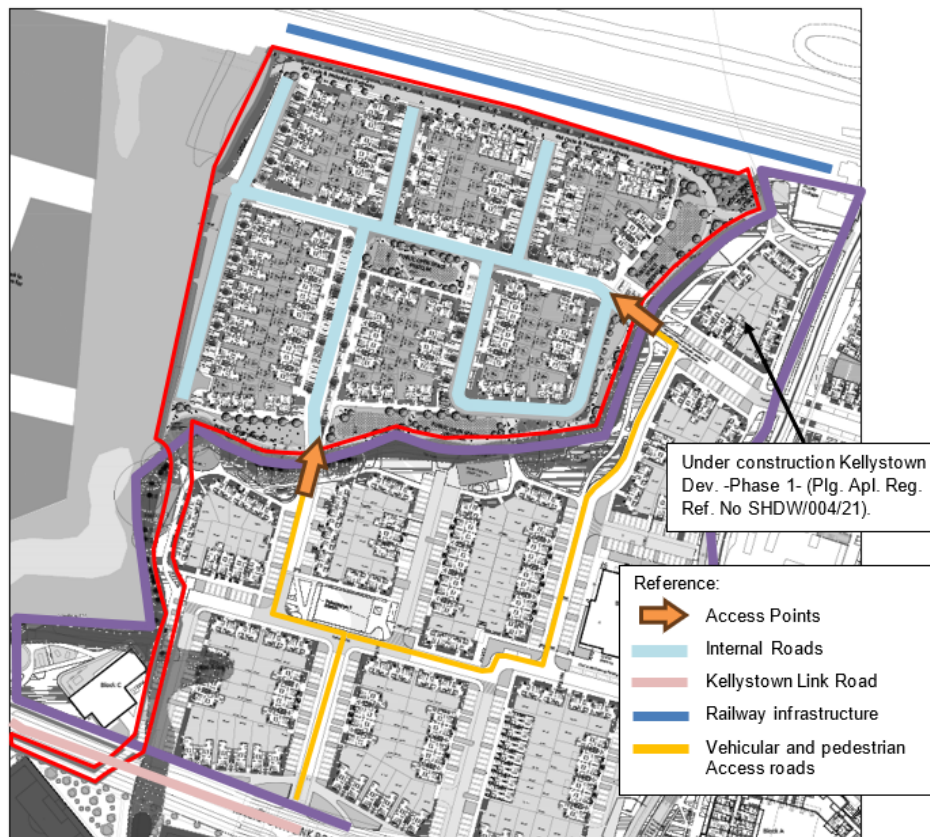 Under construction Kellystown
Dev. -Phase 1- (Plg. Apl. Reg.
Ref. No SHDW/004/21).
Reference:
Access Points
Internal Roads
Kellystown Link Road
Railway infrastructure
Vehicular and pedestrian
Access roads
Block C
Block A